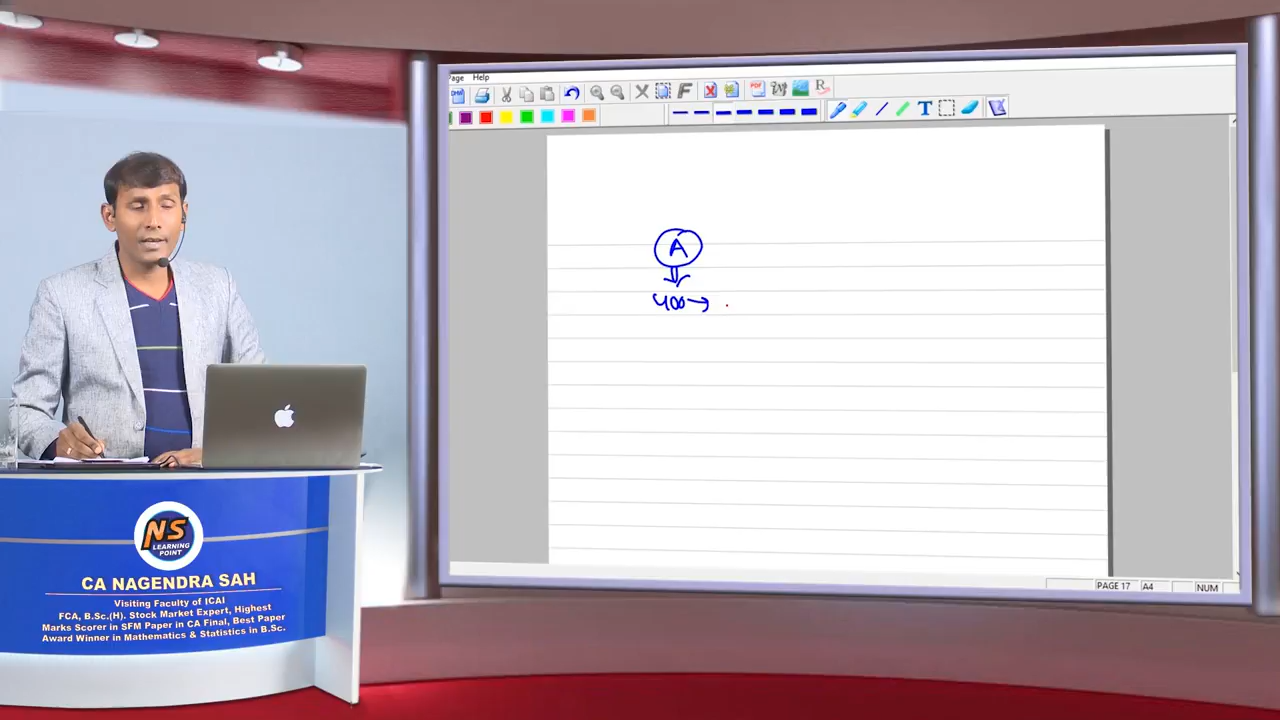 Page Help
F
PDF
R
T
A
400→
PAGE 17 A4 NUM
NS
LEARNING
POINT
CA NAGENDRA SAH
Visiting Faculty of ICAI
FCA, B.Sc.(H). Stock Market Expert, Highest
Marks Scorer in SFM Paper in CA Final, Best Paper
Award Winner in Mathematics & Statistics in B.Sc.